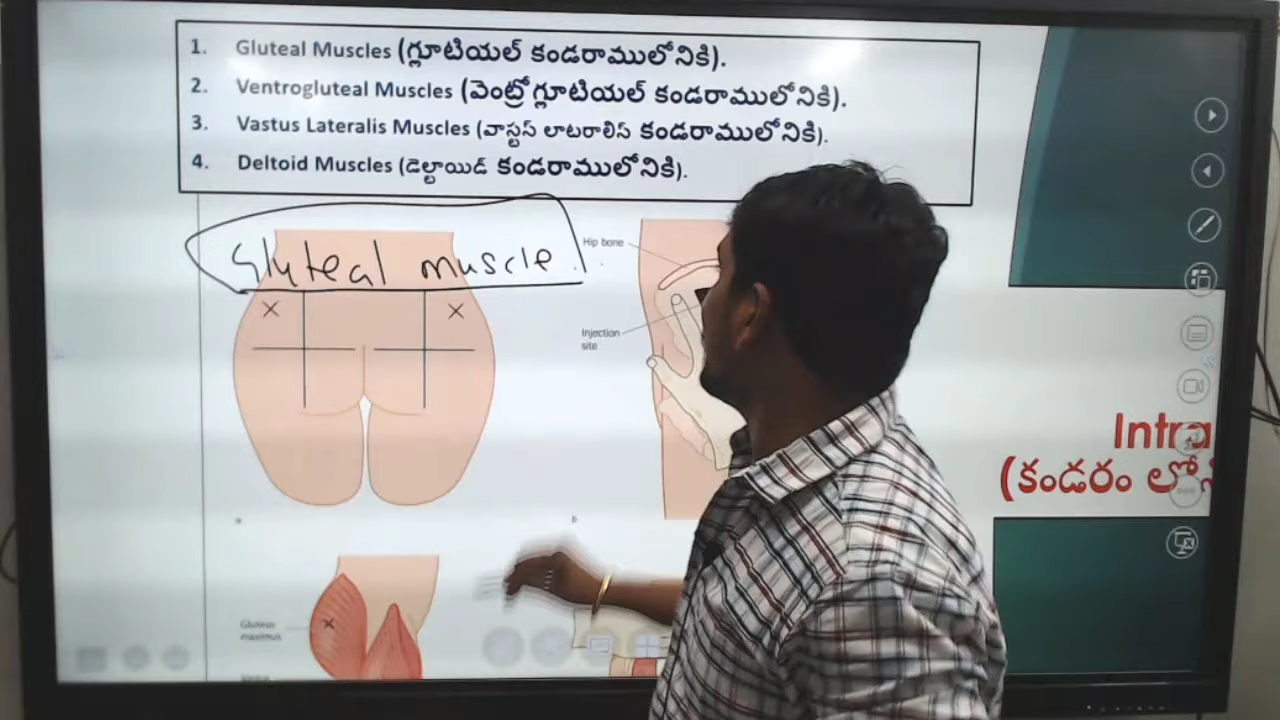 1. Gluteal Muscles (గ్లూటియల్ కండరాములోనికి).
2. Ventrogluteal Muscles (వెంట్రోగ్లూటియల్ కండరాములోనికి).
3. Vastus Lateralis Muscles (వాస్టస్ లాటరాలిస్ కండరాములోనికి).
4. Deltoid Muscles (డెల్టాయిడ్ కండరాములోనికి).
Gluteal muscle
Hip bone
Injection
site
Intra
(కండరం
a
b
Gluteus
maximus